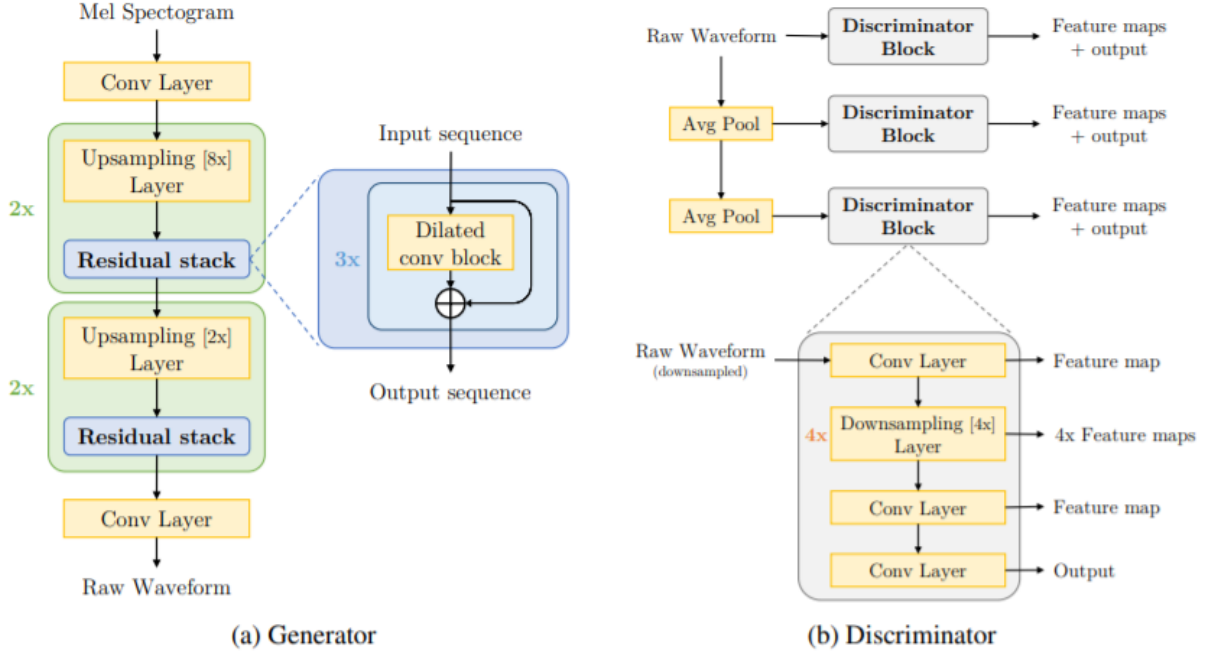 Mel Spectogram
Conv Layer
Upsampling [8x]
Layer
2x
Residual stack
Upsampling [2x]
Layer
2x
Residual stack
Conv Layer
Raw Waveform
Input sequence
Dilated
conv block
3x
Output sequence
(a) Generator
Raw Waveform
Discriminator
Block
Feature maps
+ output
Avg Pool
Discriminator
Block
Feature maps
+ output
Avg Pool
Discriminator
Block
Feature maps
+ output
Raw Waveform
(downsampled)
Conv Layer
Feature map
4x
Downsampling [4x]
Layer
4x Feature maps
Conv Layer
Feature map
Conv Layer
Output
(b) Discriminator